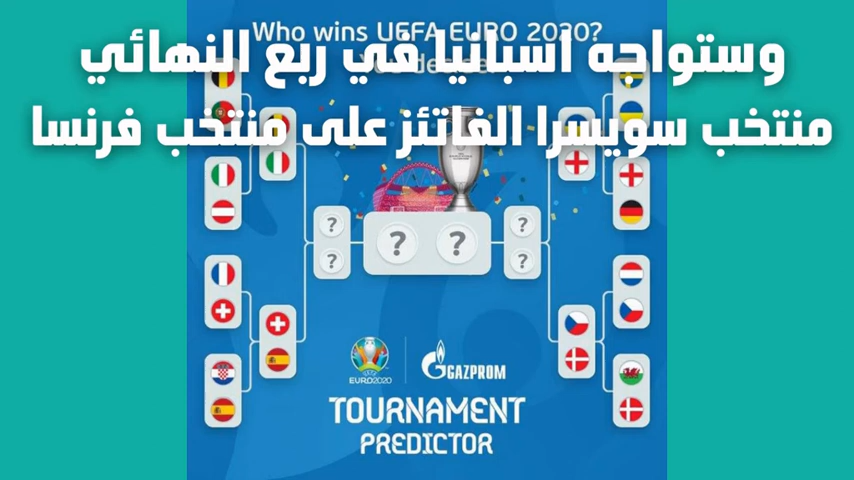 Who wins UEFA EURO 2020?
وستواجه اسبانيا في ربع النهائي
منتخب سويسرا الفائز على منتخب فرنسا
? ?
? ?
? ?
EURO2020
GAZPROM
TOURNAMENT
PREDICTOR